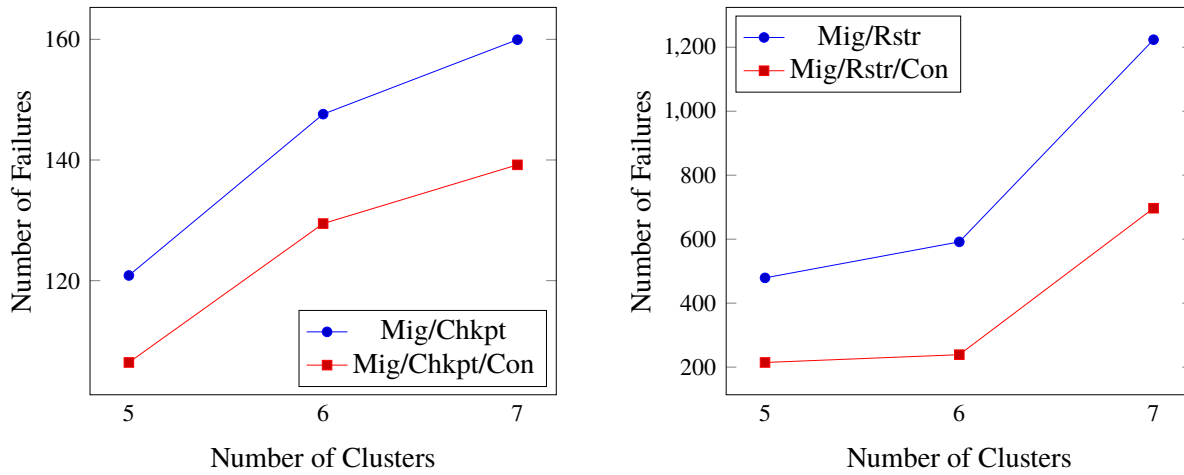 160
140
120
5
6
7
Number of Failures
Number of Clusters
Mig/Chkpt
Mig/Chkpt/Con
1,200
1,000
800
600
400
200
5
6
7
Number of Failures
Number of Clusters
Mig/Rstr
Mig/Rstr/Con